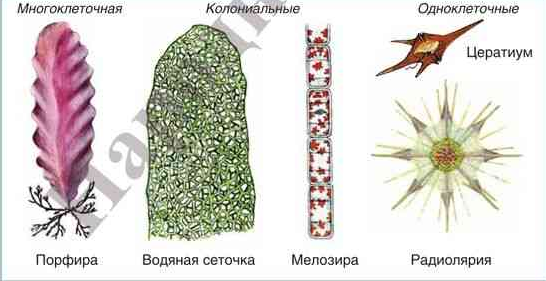 Многоклеточная
Колониальные
Одноклеточные
Цератиум
Порфира
Водяная сеточка
Мелозира
Радиолярия